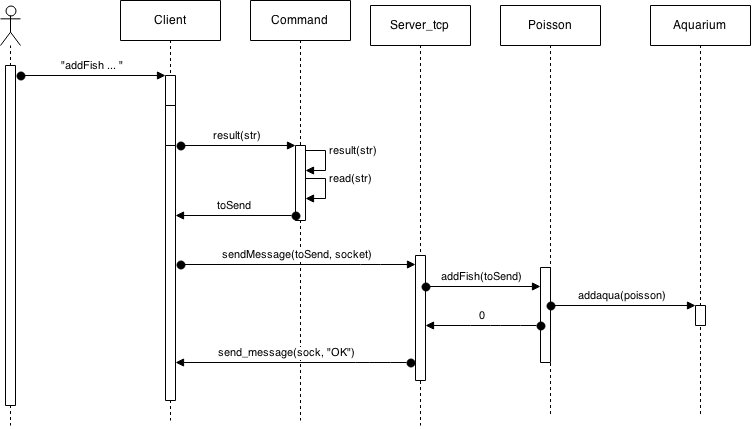 Client
Command
Server_tcp
Poisson
Aquarium
"addFish ... "
result(str)
result(str)
read(str)
toSend
sendMessage(toSend, socket)
addFish(toSend)
addaqua(poisson)
0
send_message(sock, "OK")